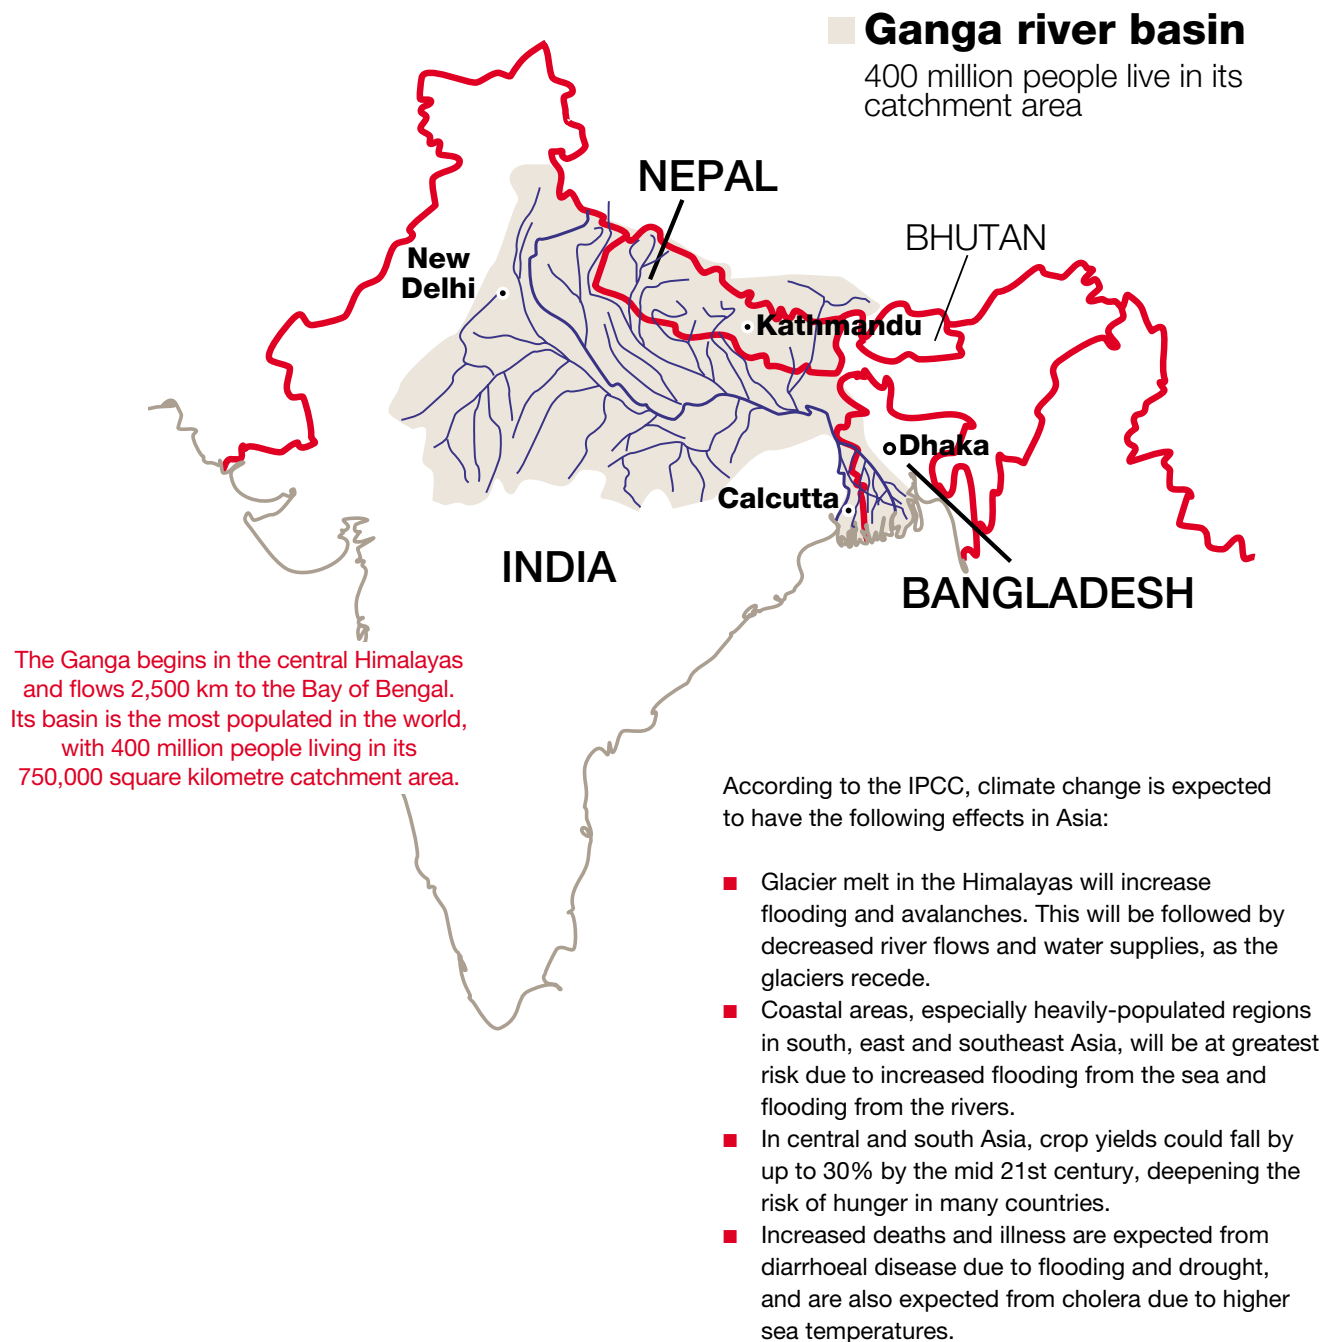 Ganga river basin
400 million people live in its
catchment area
NEPAL
BHUTAN
New
Delhi
Kathmandu
Dhaka
Calcutta
INDIA
BANGLADESH
The Ganga begins in the central Himalayas
and flows 2,500 km to the Bay of Bengal.
Its basin is the most populated in the world,
with 400 million people living in its
750,000 square kilometre catchment area.
According to the IPCC, climate change is expected
to have the following effects in Asia:
Glacier melt in the Himalayas will increase
flooding and avalanches. This will be followed by
decreased river flows and water supplies, as the
glaciers recede.
Coastal areas, especially heavily-populated regions
in south, east and southeast Asia, will be at greatest
risk due to increased flooding from the sea and
flooding from the rivers.
In central and south Asia, crop yields could fall by
up to 30% by the mid 21st century, deepening the
risk of hunger in many countries.
Increased deaths and illness are expected from
diarrhoeal disease due to flooding and drought,
and are also expected from cholera due to higher
sea temperatures.